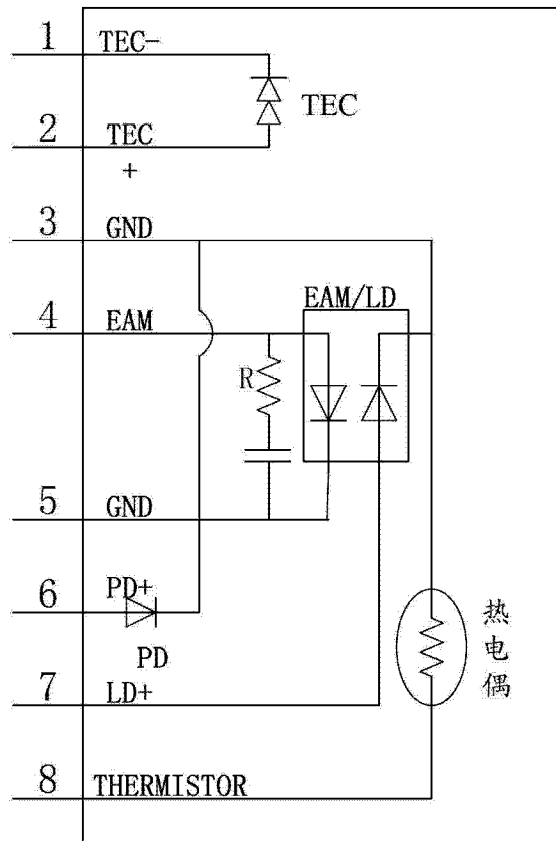 1 TEC-
TEC
2 TEC
+
3 GND
EAM/LD
4 EAM
R
5 GND
6 PD+
PD
热电偶
7 LD+
8 THERMISTOR